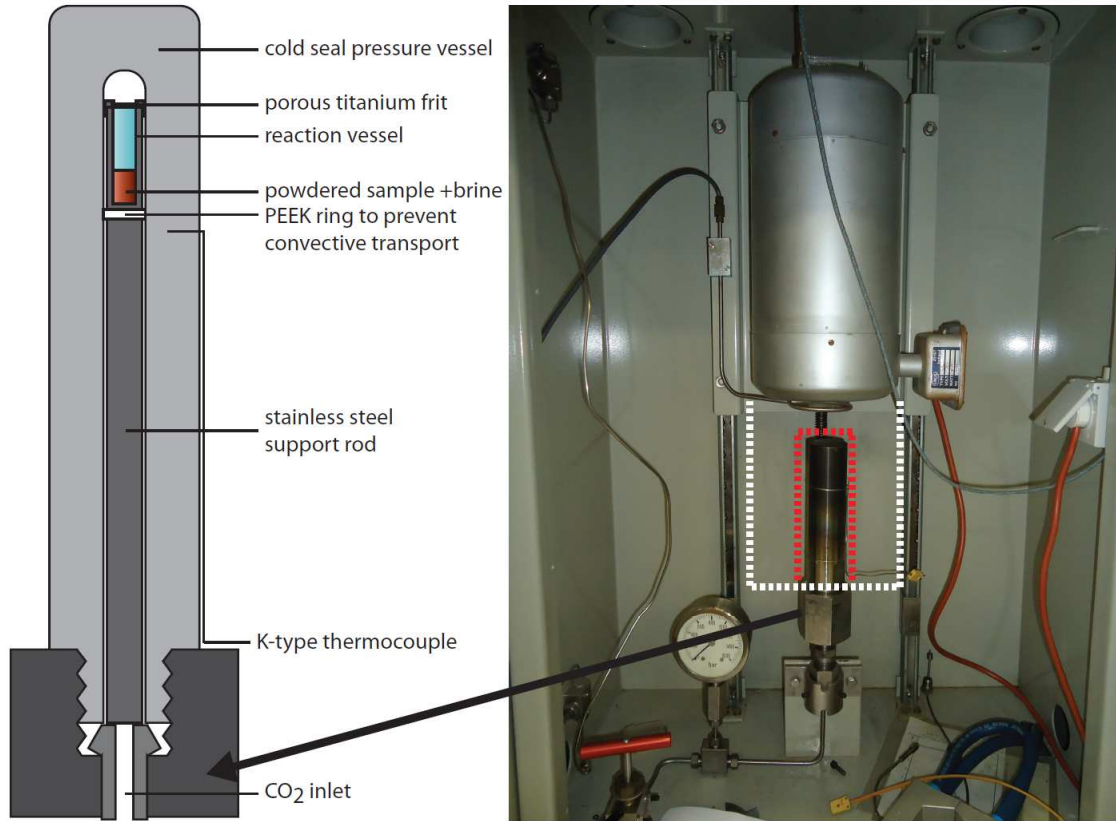 cold seal pressure vessel
porous titanium frit
reaction vessel
powdered sample +brine
PEEK ring to prevent
convective transport
stainless steel
support rod
K-type thermocouple
CO₂ inlet
bar